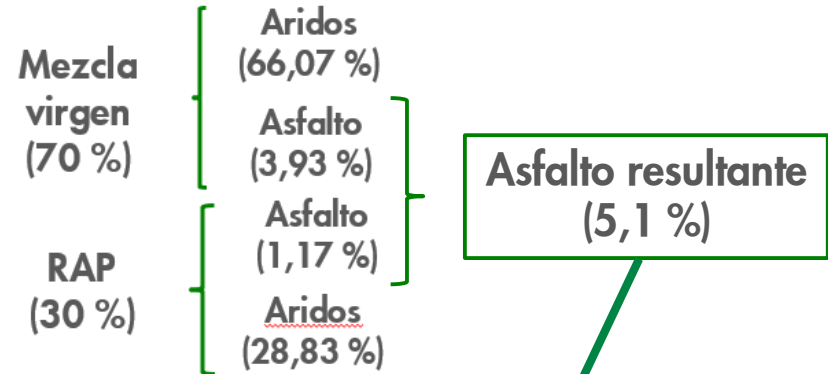 Mezcla
virgen
(70 %)
Aridos
(66,07 %)
Asfalto
(3,93 %)
RAP
(30 %)
Asfalto
(1,17 %)
Aridos
(28,83 %)
Asfalto resultante
(5,1 %)